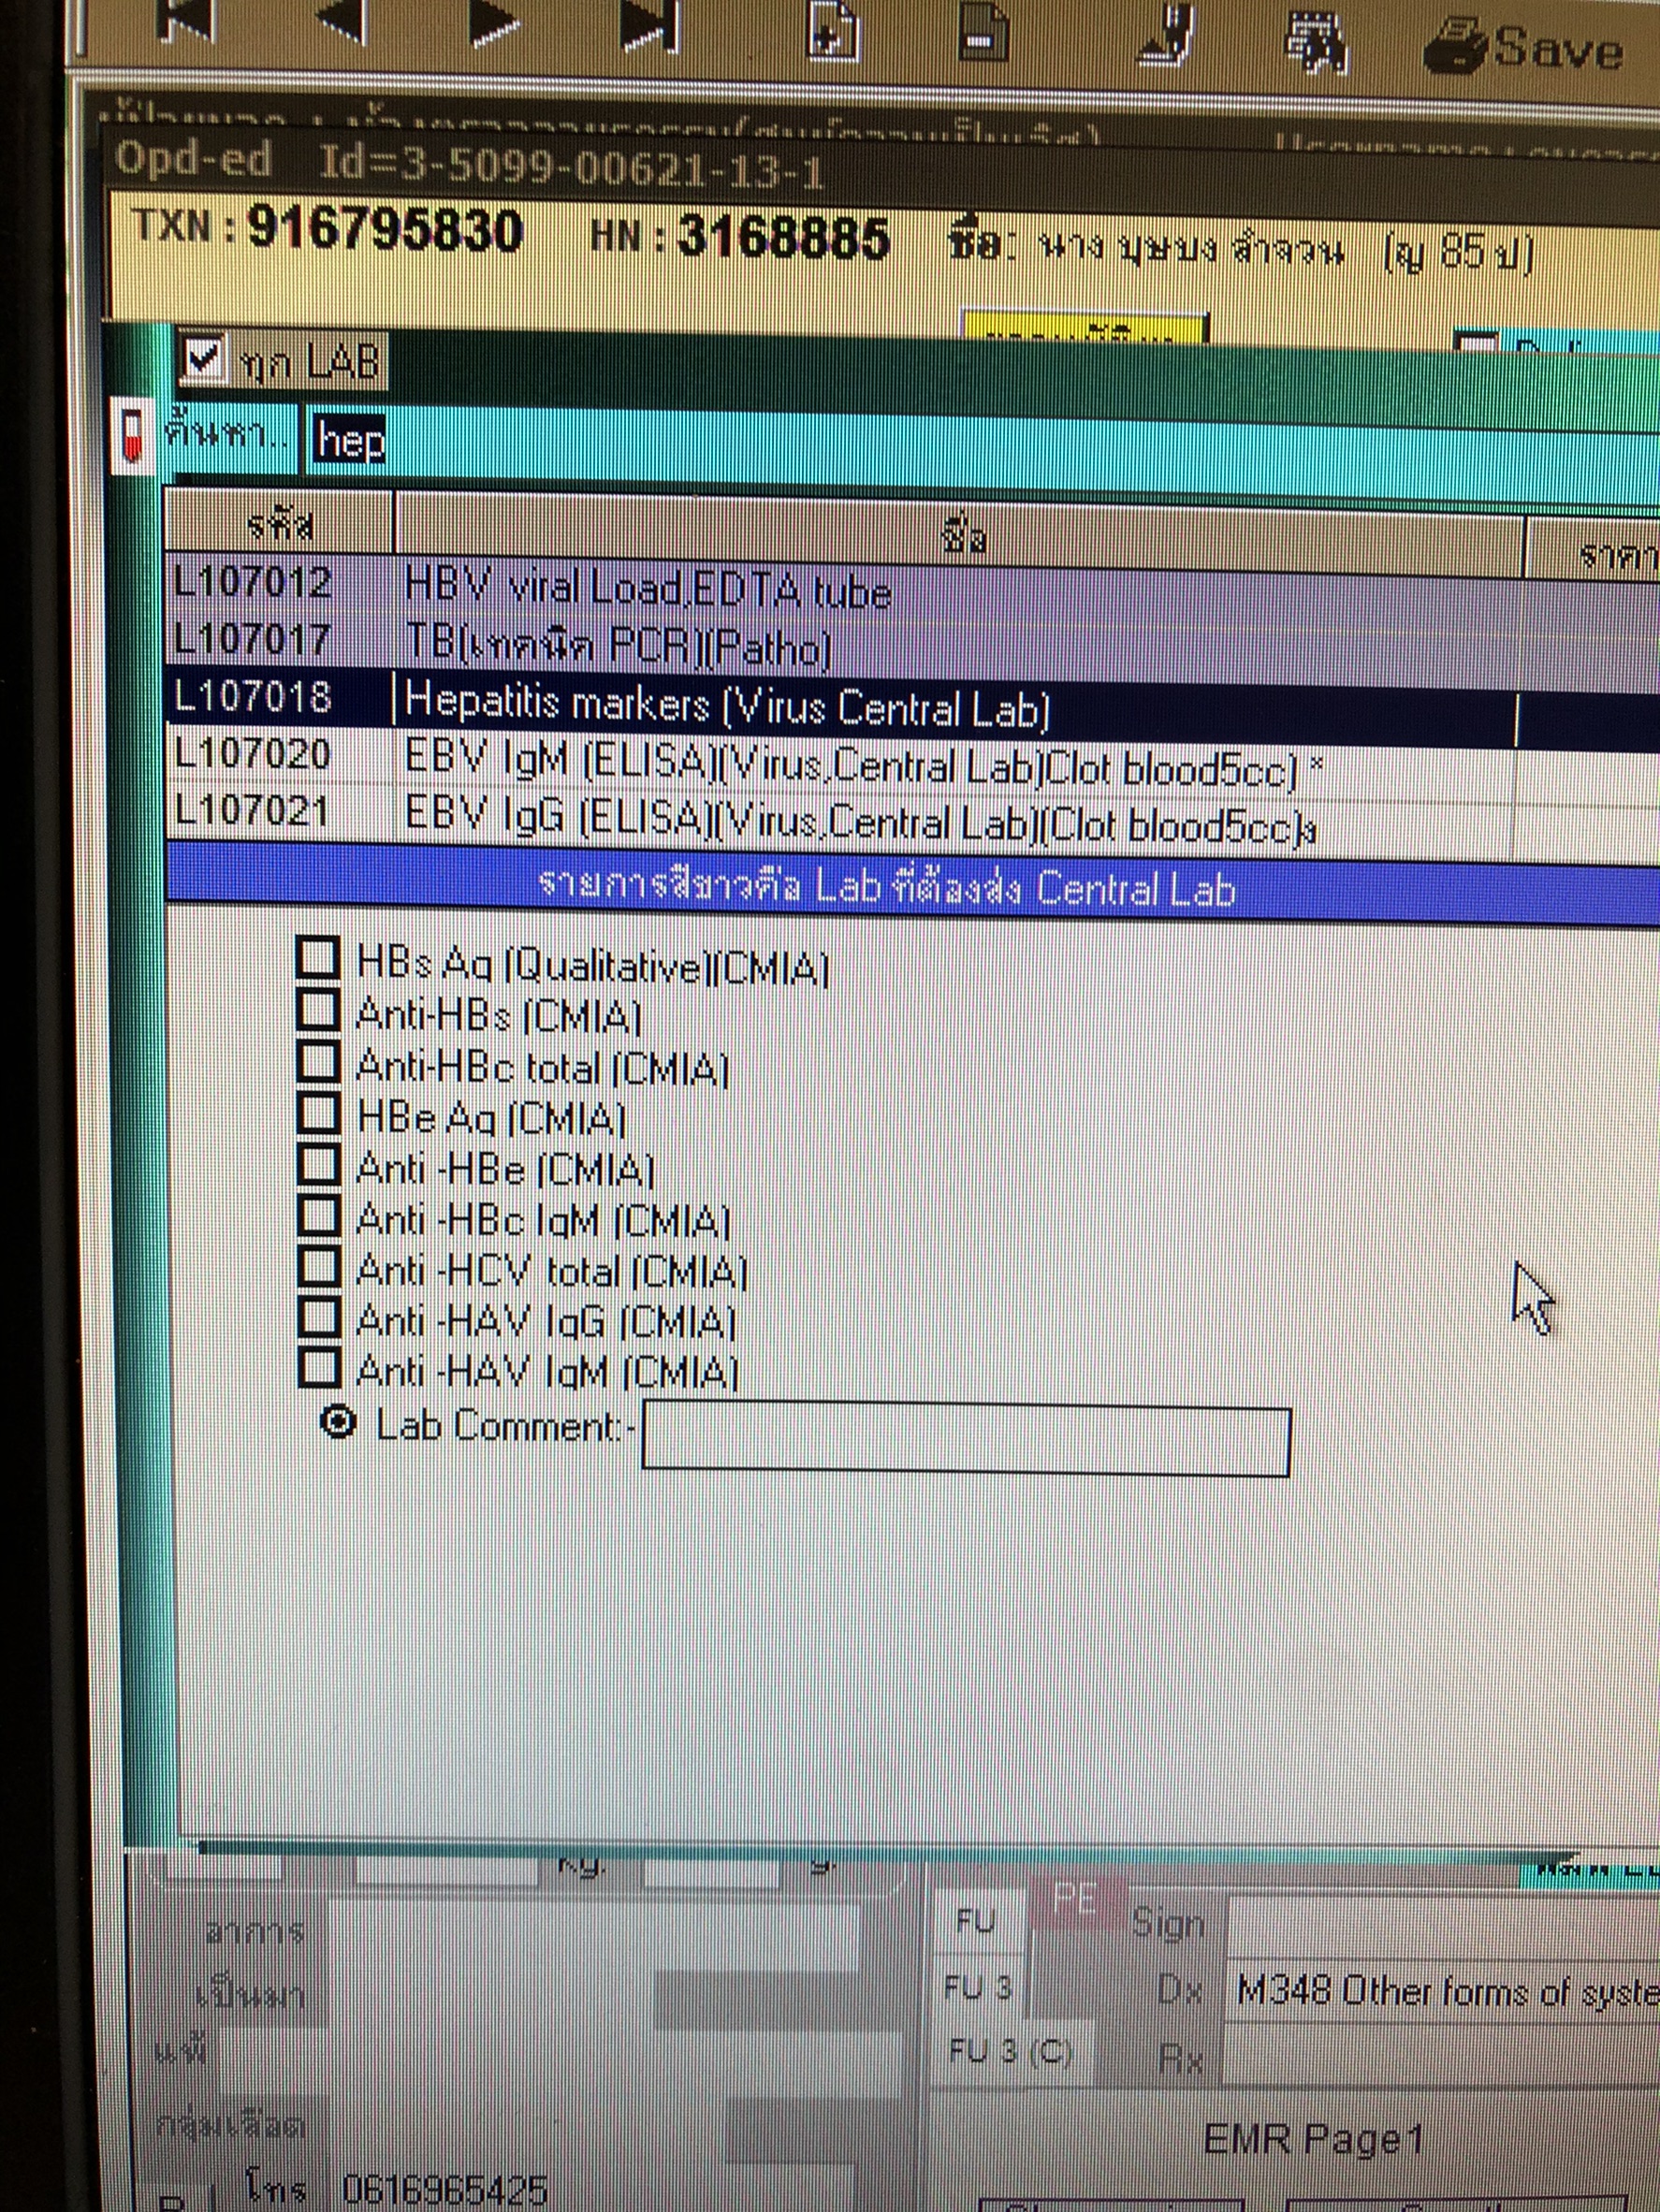 Save
Opd-ed Id=3-5099-00621-13-1
TXN : 916795830 HN : 3168885 ชื่อ: นาง บุษบง ลำจวน (ญ 85 ป)
ทุก LAB
ค้นหา.. hep
รหัส ชื่อ ราคา
L107012 HBV viral Load,EDTA tube
L107017 TB(เทคนิค PCR)(Patho)
L107018 Hepatitis markers (Virus Central Lab)
L107020 EBV IgM (ELISA)(Virus,Central Lab)Clot blood5cc) *
L107021 EBV IgG (ELISA)(Virus,Central Lab)(Clot blood5cc)
รายการสีขาวคือ Lab ที่ต้องส่ง Central Lab
HBs Ag (Qualitative)(CMIA)
Anti-HBs (CMIA)
Anti-HBc total (CMIA)
HBe Ag (CMIA)
Anti -HBe (CMIA)
Anti -HBc IgM (CMIA)
Anti -HCV total (CMIA)
Anti -HAV IgG (CMIA)
Anti -HAV IgM (CMIA)
Lab Comment:-
Kg.
อาการ
เป็นมา
แพ้
กลุ่มเลือด
โทร 0616965425
FU PE Sign
FU 3 Dx M348 Other forms of syste
FU 3 (C) Rx
EMR Page1